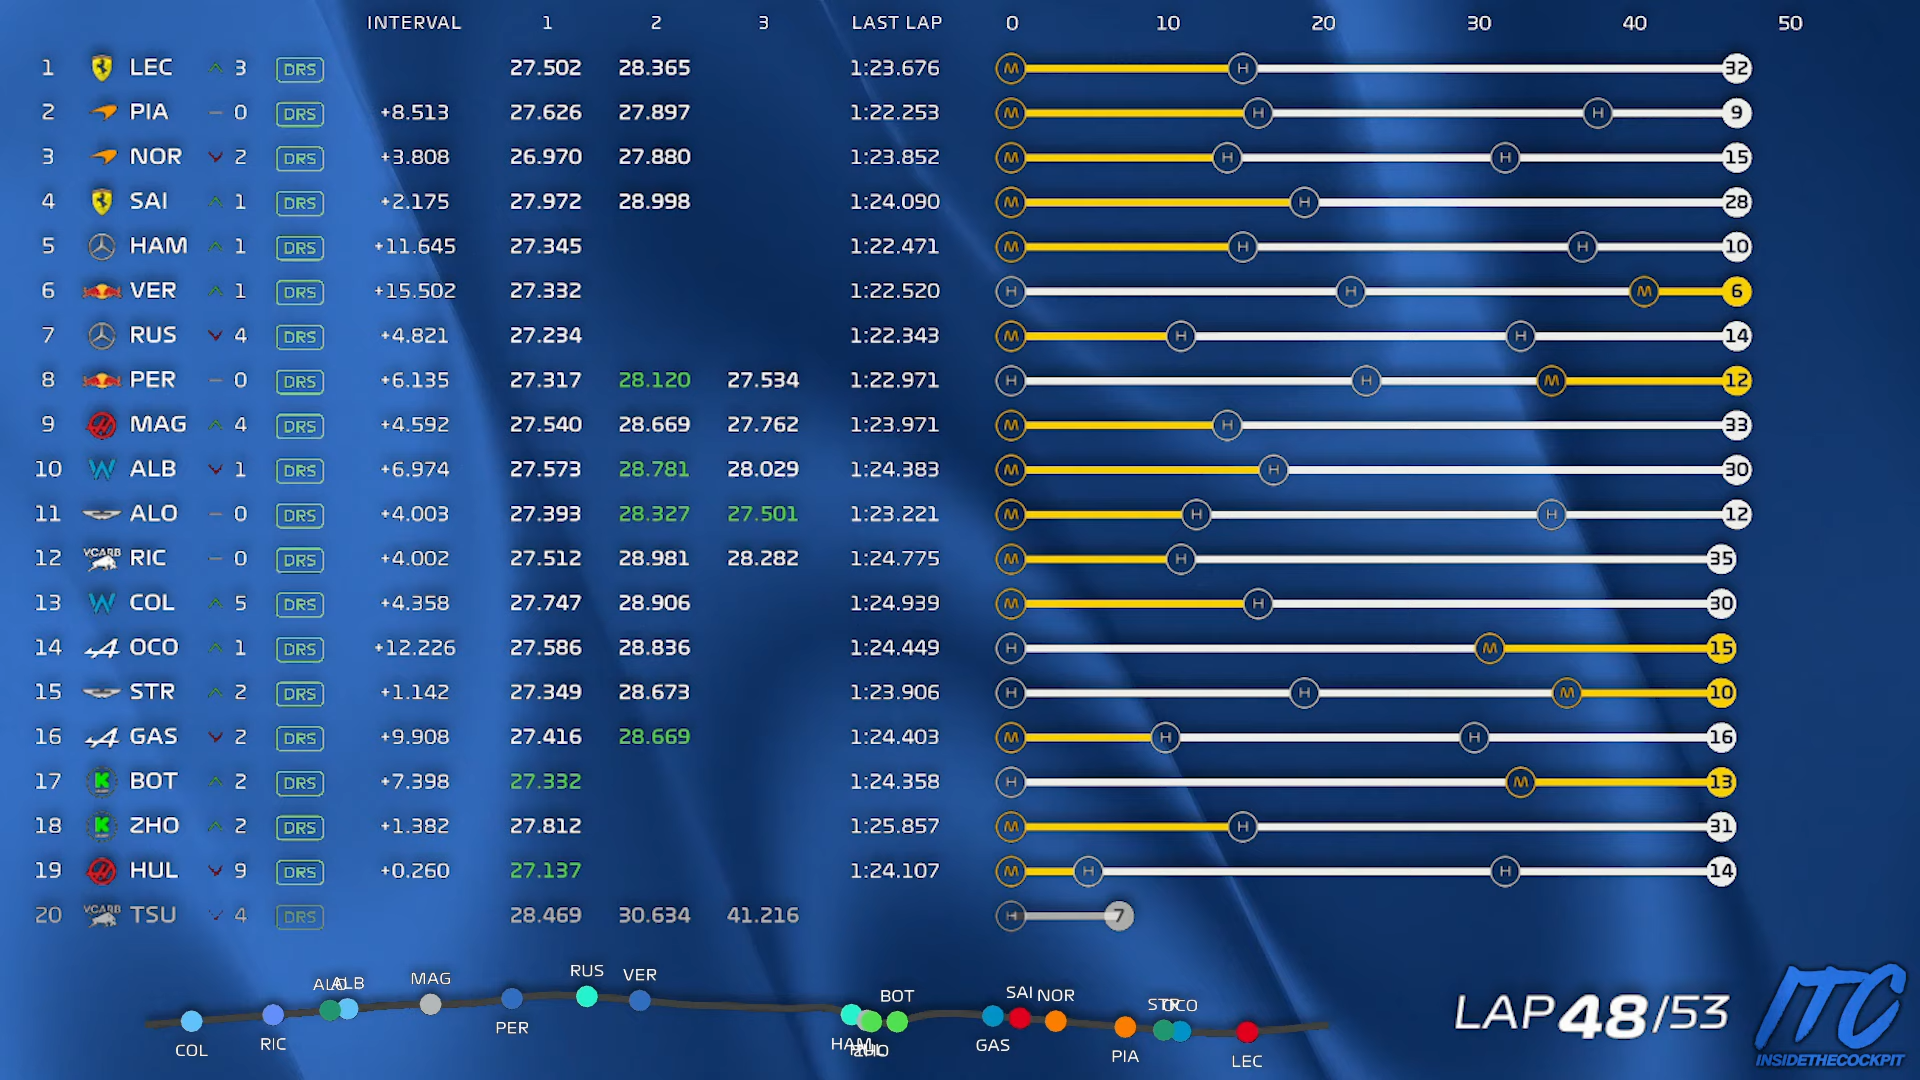 INTERVAL 1 2 3 LAST LAP 0 10 20 30 40 50
1 LEC 3 DRS 27.502 28.365 1:23.676 M H 32
2 PIA 0 DRS +8.513 27.626 27.897 1:22.253 M H H 9
3 NOR 2 DRS +3.808 26.970 27.880 1:23.852 M H H 15
4 SAI 1 DRS +2.175 27.972 28.998 1:24.090 M H 28
5 HAM 1 DRS +11.645 27.345 1:22.471 M H H 10
6 VER 1 DRS +15.502 27.332 1:22.520 H H M 6
7 RUS 4 DRS +4.821 27.234 1:22.343 M H H 14
8 PER 0 DRS +6.135 27.317 28.120 27.534 1:22.971 H H M 12
9 MAG 4 DRS +4.592 27.540 28.669 27.762 1:23.971 M H 33
10 ALB 1 DRS +6.974 27.573 28.781 28.029 1:24.383 M H 30
11 ALO 0 DRS +4.003 27.393 28.327 27.501 1:23.221 M H H 12
12 VCARB RIC 0 DRS +4.002 27.512 28.981 28.282 1:24.775 M H 35
13 COL 5 DRS +4.358 27.747 28.906 1:24.939 M H 30
14 OCO 1 DRS +12.226 27.586 28.836 1:24.449 H M 15
15 STR 2 DRS +1.142 27.349 28.673 1:23.906 H H M 10
16 GAS 2 DRS +9.908 27.416 28.669 1:24.403 M H H 16
17 K BOT 2 DRS +7.398 27.332 1:24.358 H M 13
18 K ZHO 2 DRS +1.382 27.812 1:25.857 M H 31
19 HUL 9 DRS +0.260 27.137 1:24.107 M H H 14
20 VCARB TSU 4 DRS 28.469 30.634 41.216 H 7
ALB MAG RUS VER BOT SAI NOR
COL RIC PER HAM GAS PIA LEC
LAP 48/53
ITC
INSIDETHECOCKPIT